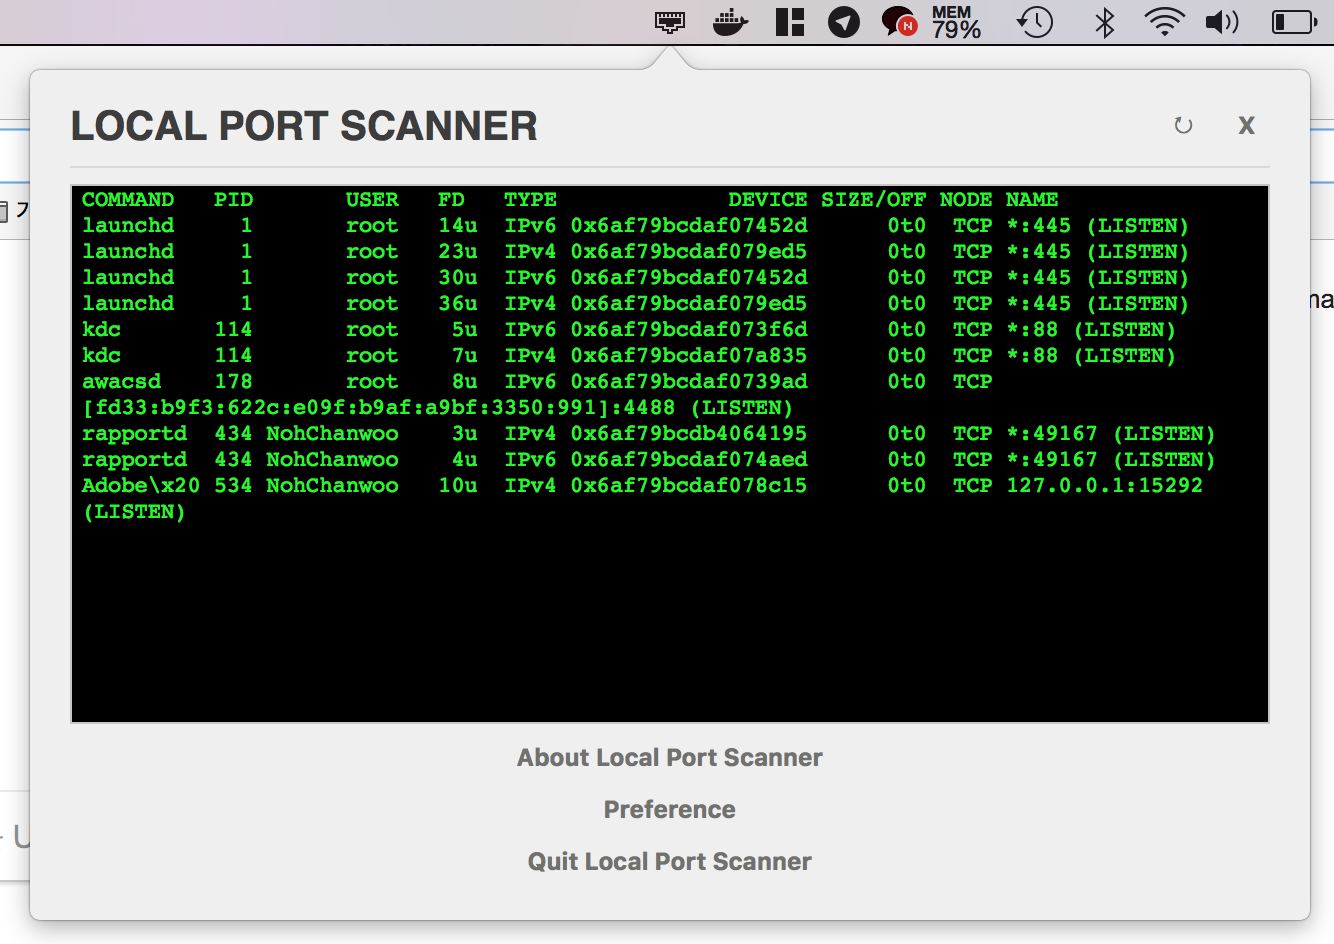 MEM
79%
LOCAL PORT SCANNER
X
COMMAND PID USER FD TYPE DEVICE SIZE/OFF NODE NAME
launchd 1 root 14u IPv6 0x6af79bcdaf07452d 0t0 TCP *:445 (LISTEN)
launchd 1 root 23u IPv4 0x6af79bcdaf079ed5 0t0 TCP *:445 (LISTEN)
launchd 1 root 30u IPv6 0x6af79bcdaf07452d 0t0 TCP *:445 (LISTEN)
launchd 1 root 36u IPv4 0x6af79bcdaf079ed5 0t0 TCP *:445 (LISTEN)
kdc 114 root 5u IPv6 0x6af79bcdaf073f6d 0t0 TCP *:88 (LISTEN)
kdc 114 root 7u IPv4 0x6af79bcdaf07a835 0t0 TCP *:88 (LISTEN)
awacsd 178 root 8u IPv6 0x6af79bcdaf0739ad 0t0 TCP
[fd33:b9f3:622c:e09f:b9af:a9bf:3350:991]:4488 (LISTEN)
rapportd 434 NohChanwoo 3u IPv4 0x6af79bcdb4064195 0t0 TCP *:49167 (LISTEN)
rapportd 434 NohChanwoo 4u IPv6 0x6af79bcdaf074aed 0t0 TCP *:49167 (LISTEN)
Adobe\x20 534 NohChanwoo 10u IPv4 0x6af79bcdaf078c15 0t0 TCP 127.0.0.1:15292
(LISTEN)
About Local Port Scanner
Preference
Quit Local Port Scanner